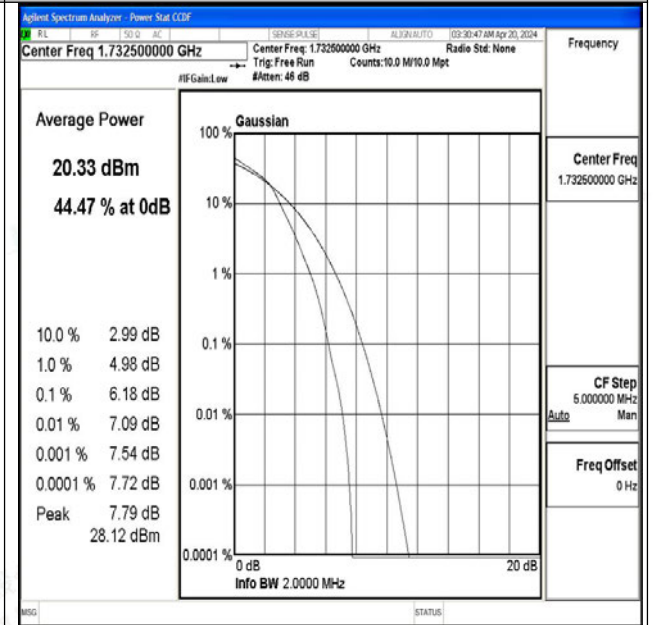 Agilent Spectrum Analyzer - Power Stat CCDF
RL RF 50 Ω AC SENSE:PULSE ALIGN AUTO 03:30:47 AM Apr 20, 2024
Center Freq 1.732500000 GHz
Center Freq: 1.732500000 GHz Radio Std: None
Trig: Free Run Counts:10.0 M/10.0 Mpt
#IFGain:Low #Atten: 46 dB
Frequency
Average Power
20.33 dBm
44.47 % at 0dB
10.0 % 2.99 dB
1.0 % 4.98 dB
0.1 % 6.18 dB
0.01 % 7.09 dB
0.001 % 7.54 dB
0.0001 % 7.72 dB
Peak 7.79 dB
28.12 dBm
Gaussian
100 %
10 %
1 %
0.1 %
0.01 %
0.001 %
0.0001 %
0 dB 20 dB
Info BW 2.0000 MHz
Center Freq
1.732500000 GHz
CF Step
5.000000 MHz
Auto Man
Freq Offset
0 Hz
MSG STATUS